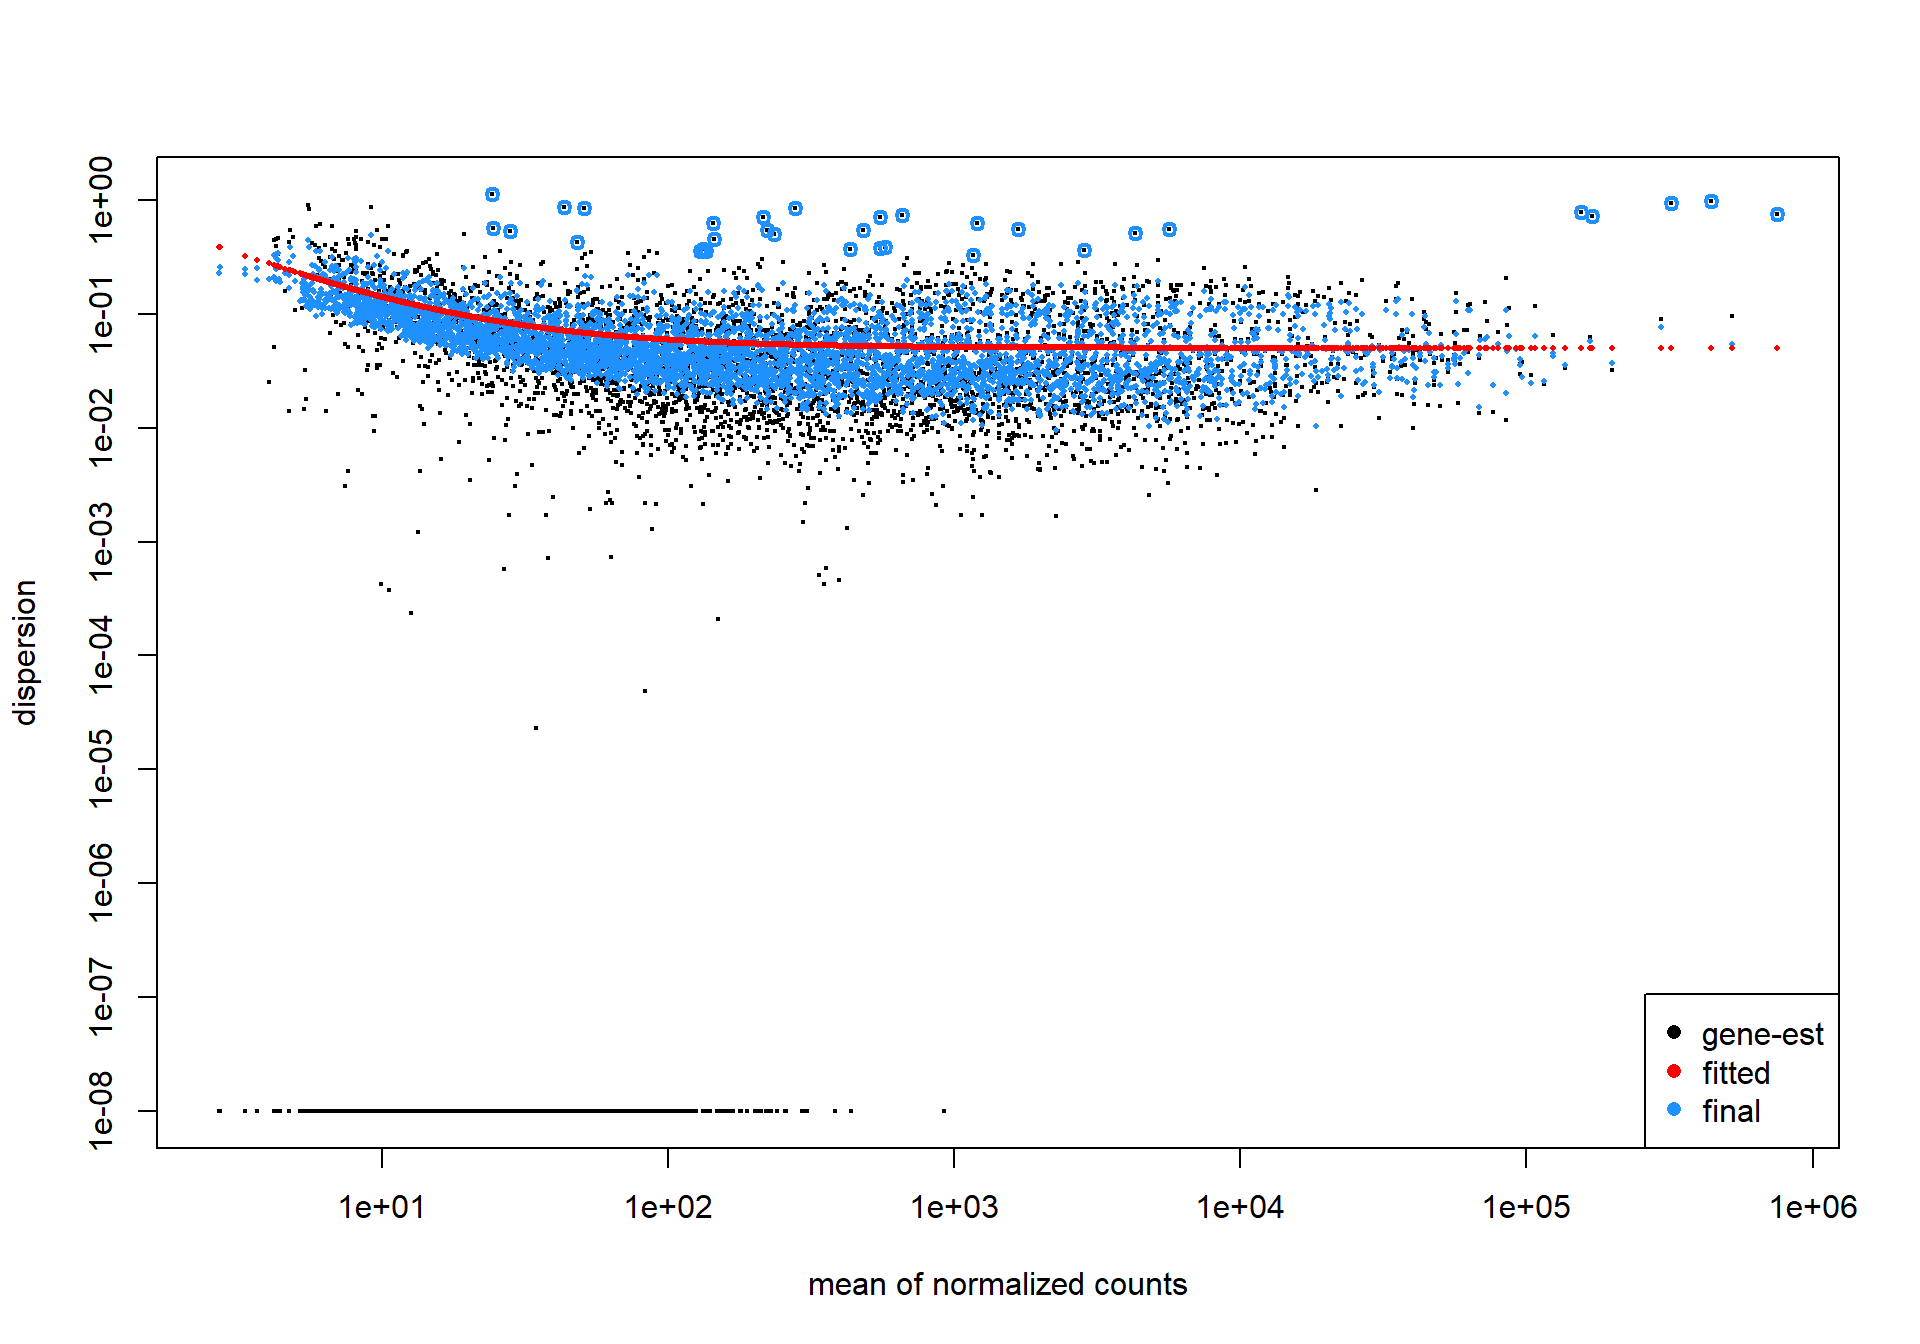 dispersion
1e+00
1e-01
1e-02
1e-03
1e-04
1e-05
1e-06
1e-07
1e-08
gene-est
fitted
final
1e+01 1e+02 1e+03 1e+04 1e+05 1e+06
mean of normalized counts